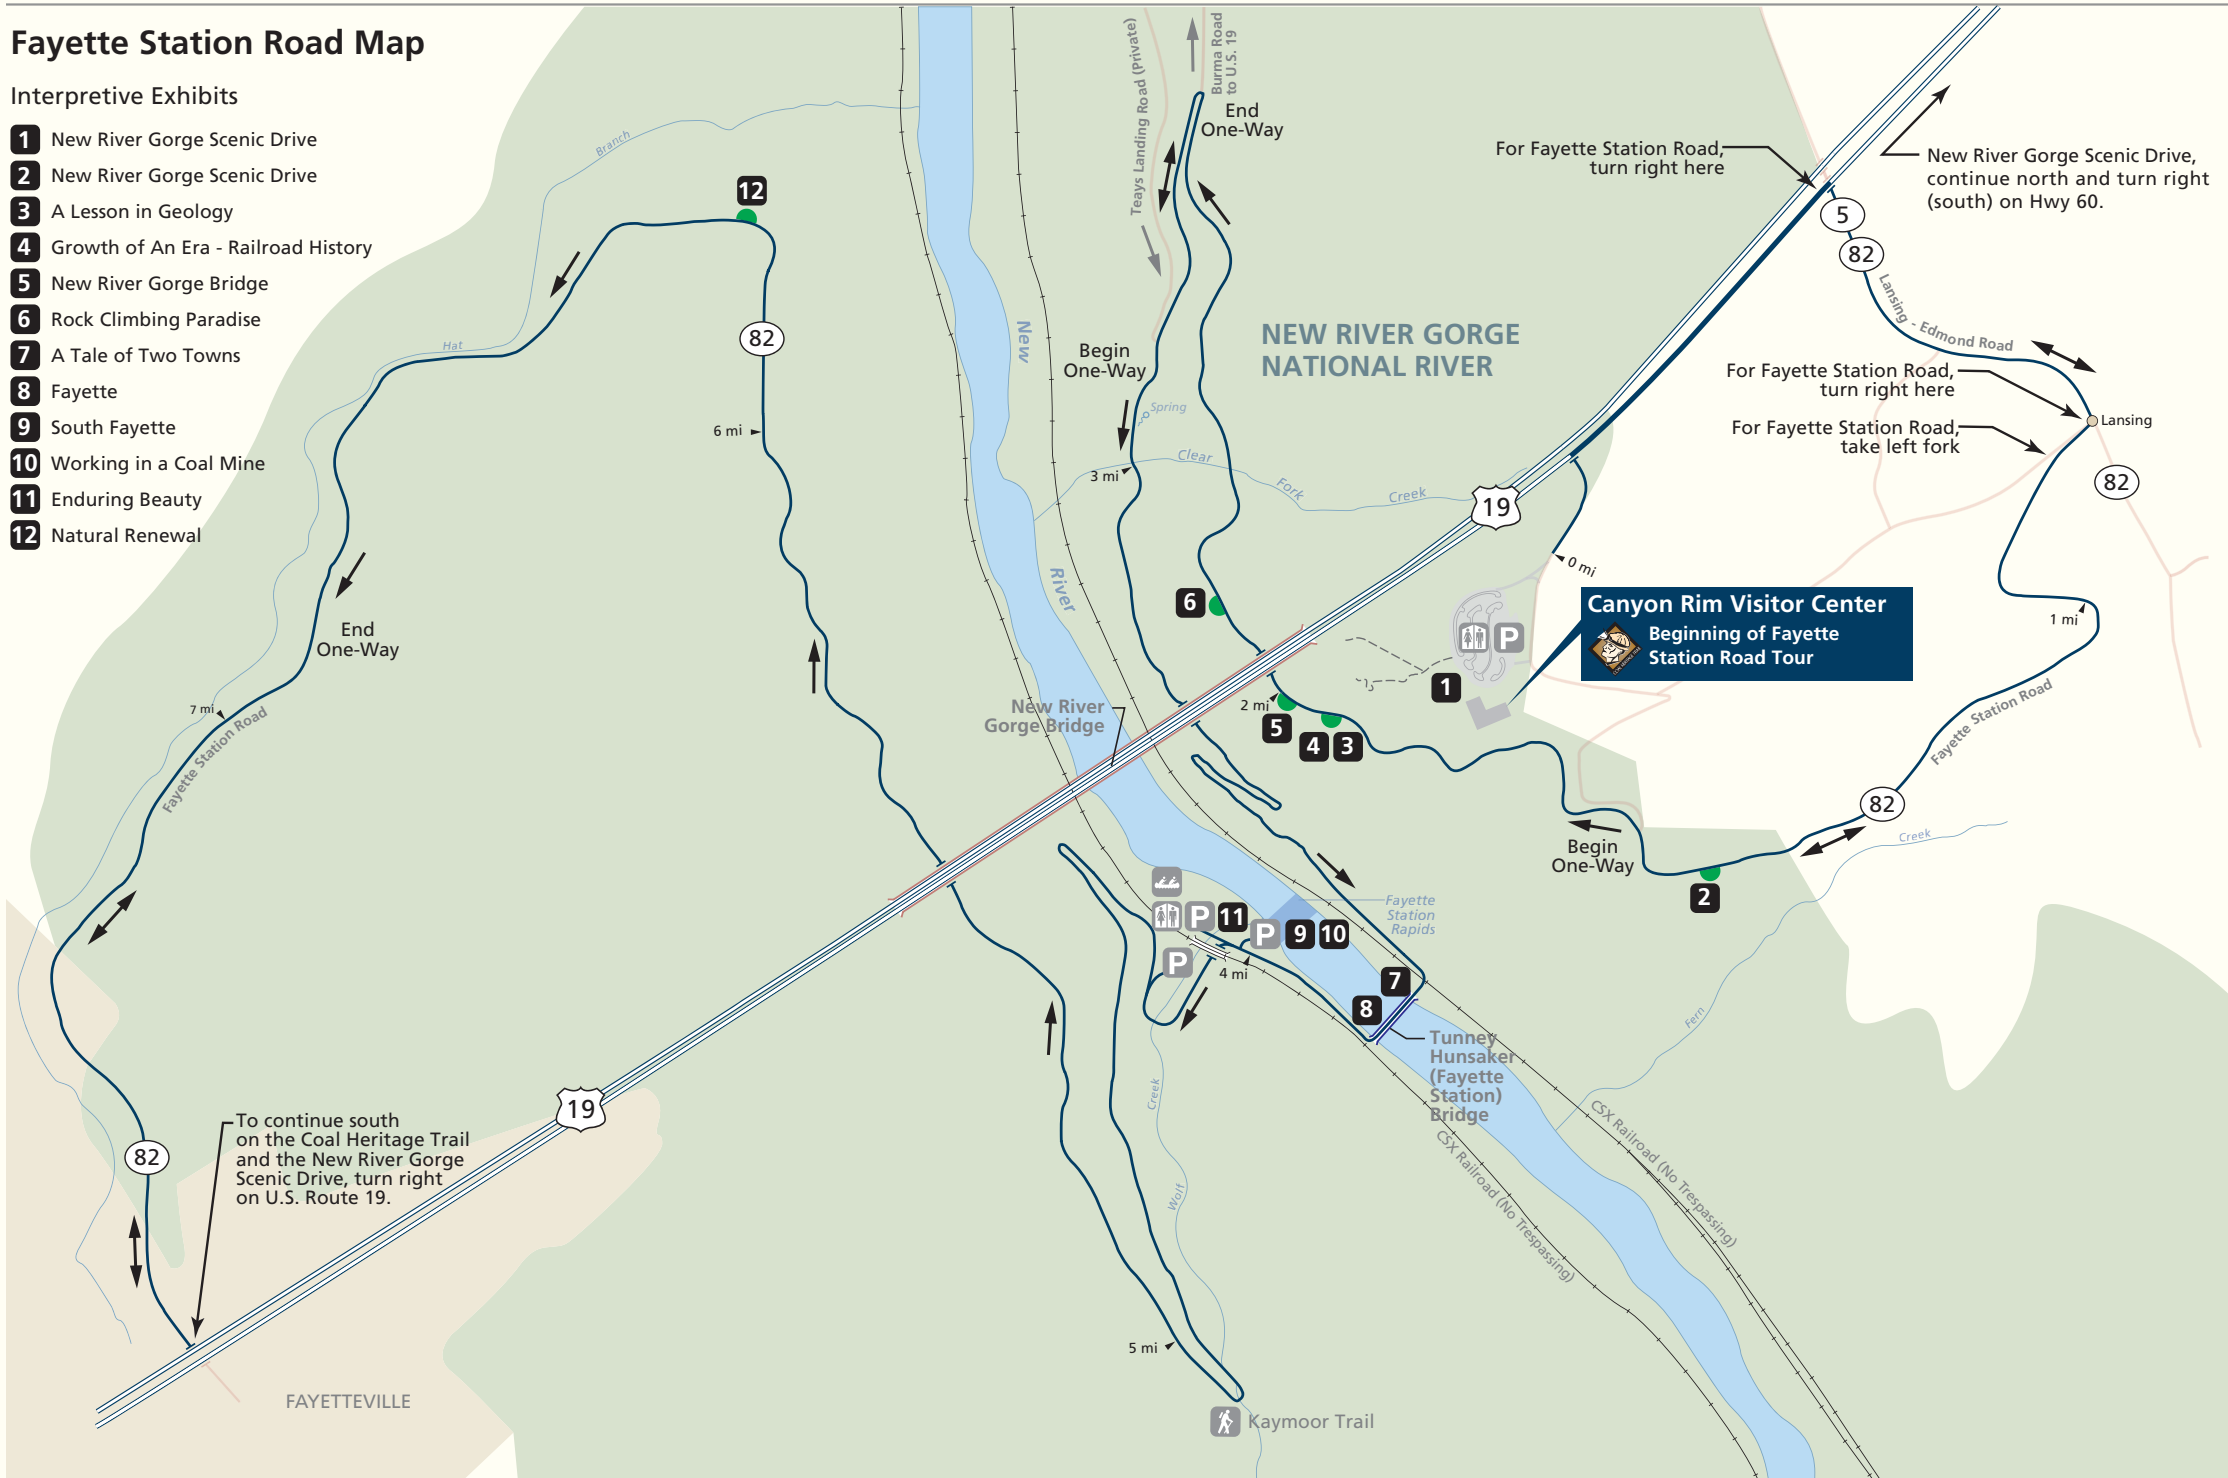 Fayette Station Road Map
Interpretive Exhibits
1 New River Gorge Scenic Drive
2 New River Gorge Scenic Drive
3 A Lesson in Geology
4 Growth of An Era - Railroad History
5 New River Gorge Bridge
6 Rock Climbing Paradise
7 A Tale of Two Towns
8 Fayette
9 South Fayette
10 Working in a Coal Mine
11 Enduring Beauty
12 Natural Renewal
Branch
12
Hat
82
6 mi
End
One-Way
7 mi
Fayette Station Road
82
To continue south
on the Coal Heritage Trail
and the New River Gorge
Scenic Drive, turn right
on U.S. Route 19.
19
FAYETTEVILLE
Teays Landing Road (Private)
Burma Road
to U.S. 19
End
One-Way
New
River
Begin
One-Way
Spring
3 mi
Clear
Fork
Creek
NEW RIVER GORGE
NATIONAL RIVER
19
For Fayette Station Road,
turn right here
New River Gorge Scenic Drive,
continue north and turn right
(south) on Hwy 60.
5
82
Lansing - Edmond Road
For Fayette Station Road,
turn right here
Lansing
For Fayette Station Road,
take left fork
82
0 mi
6
P
Canyon Rim Visitor Center
Beginning of Fayette
Station Road Tour
1 mi
1
2 mi
5
4
3
New River
Gorge Bridge
Fayette Station Road
82
Creek
Begin
One-Way
2
Fern
P
11
P
9
10
Fayette
Station
Rapids
P
4 mi
7
8
Tunney
Hunsaker
(Fayette
Station)
Bridge
CSX Railroad (No Trespassing)
CSX Railroad (No Trespassing)
Creek
Wolf
5 mi
Kaymoor Trail